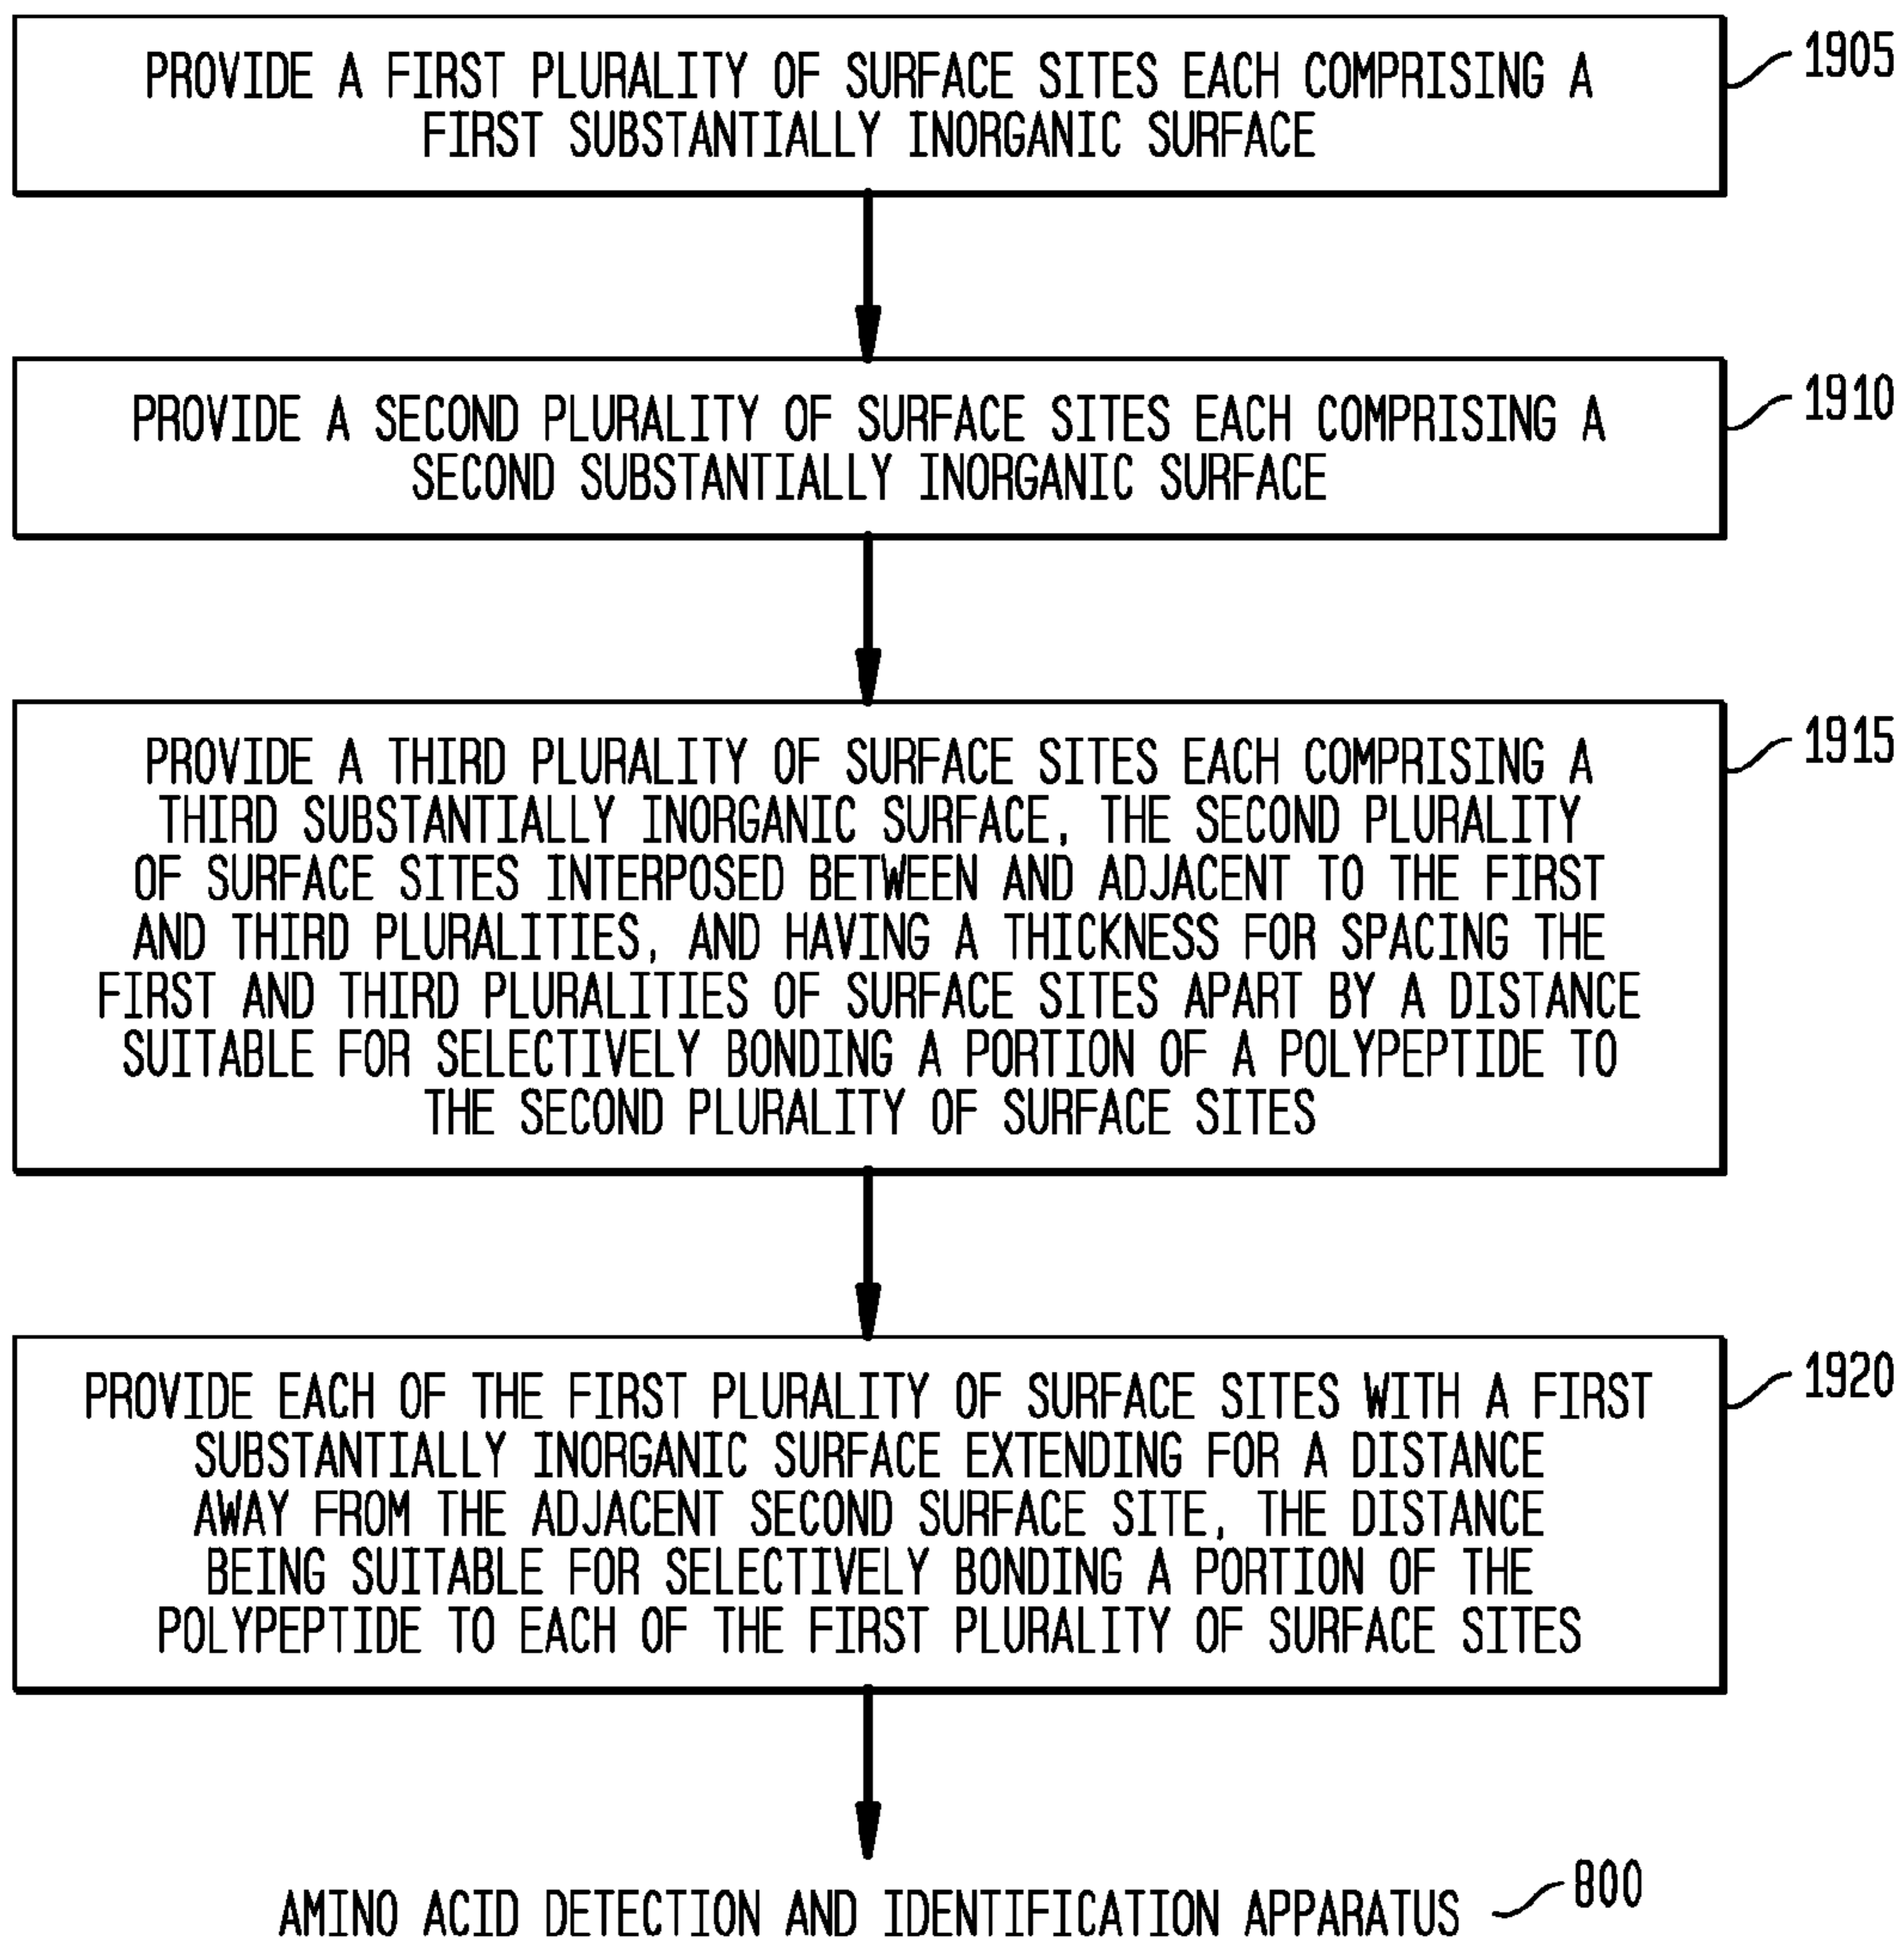 PROVIDE A FIRST PLURALITY OF SURFACE SITES EACH COMPRISING A
FIRST SUBSTANTIALLY INORGANIC SURFACE
1905
PROVIDE A SECOND PLURALITY OF SURFACE SITES EACH COMPRISING A
SECOND SUBSTANTIALLY INORGANIC SURFACE
1910
PROVIDE A THIRD PLURALITY OF SURFACE SITES EACH COMPRISING A
THIRD SUBSTANTIALLY INORGANIC SURFACE, THE SECOND PLURALITY
OF SURFACE SITES INTERPOSED BETWEEN AND ADJACENT TO THE FIRST
AND THIRD PLURALITIES, AND HAVING A THICKNESS FOR SPACING THE
FIRST AND THIRD PLURALITIES OF SURFACE SITES APART BY A DISTANCE
SUITABLE FOR SELECTIVELY BONDING A PORTION OF A POLYPEPTIDE TO
THE SECOND PLURALITY OF SURFACE SITES
1915
PROVIDE EACH OF THE FIRST PLURALITY OF SURFACE SITES WITH A FIRST
SUBSTANTIALLY INORGANIC SURFACE EXTENDING FOR A DISTANCE
AWAY FROM THE ADJACENT SECOND SURFACE SITE, THE DISTANCE
BEING SUITABLE FOR SELECTIVELY BONDING A PORTION OF THE
POLYPEPTIDE TO EACH OF THE FIRST PLURALITY OF SURFACE SITES
1920
AMINO ACID DETECTION AND IDENTIFICATION APPARATUS
800